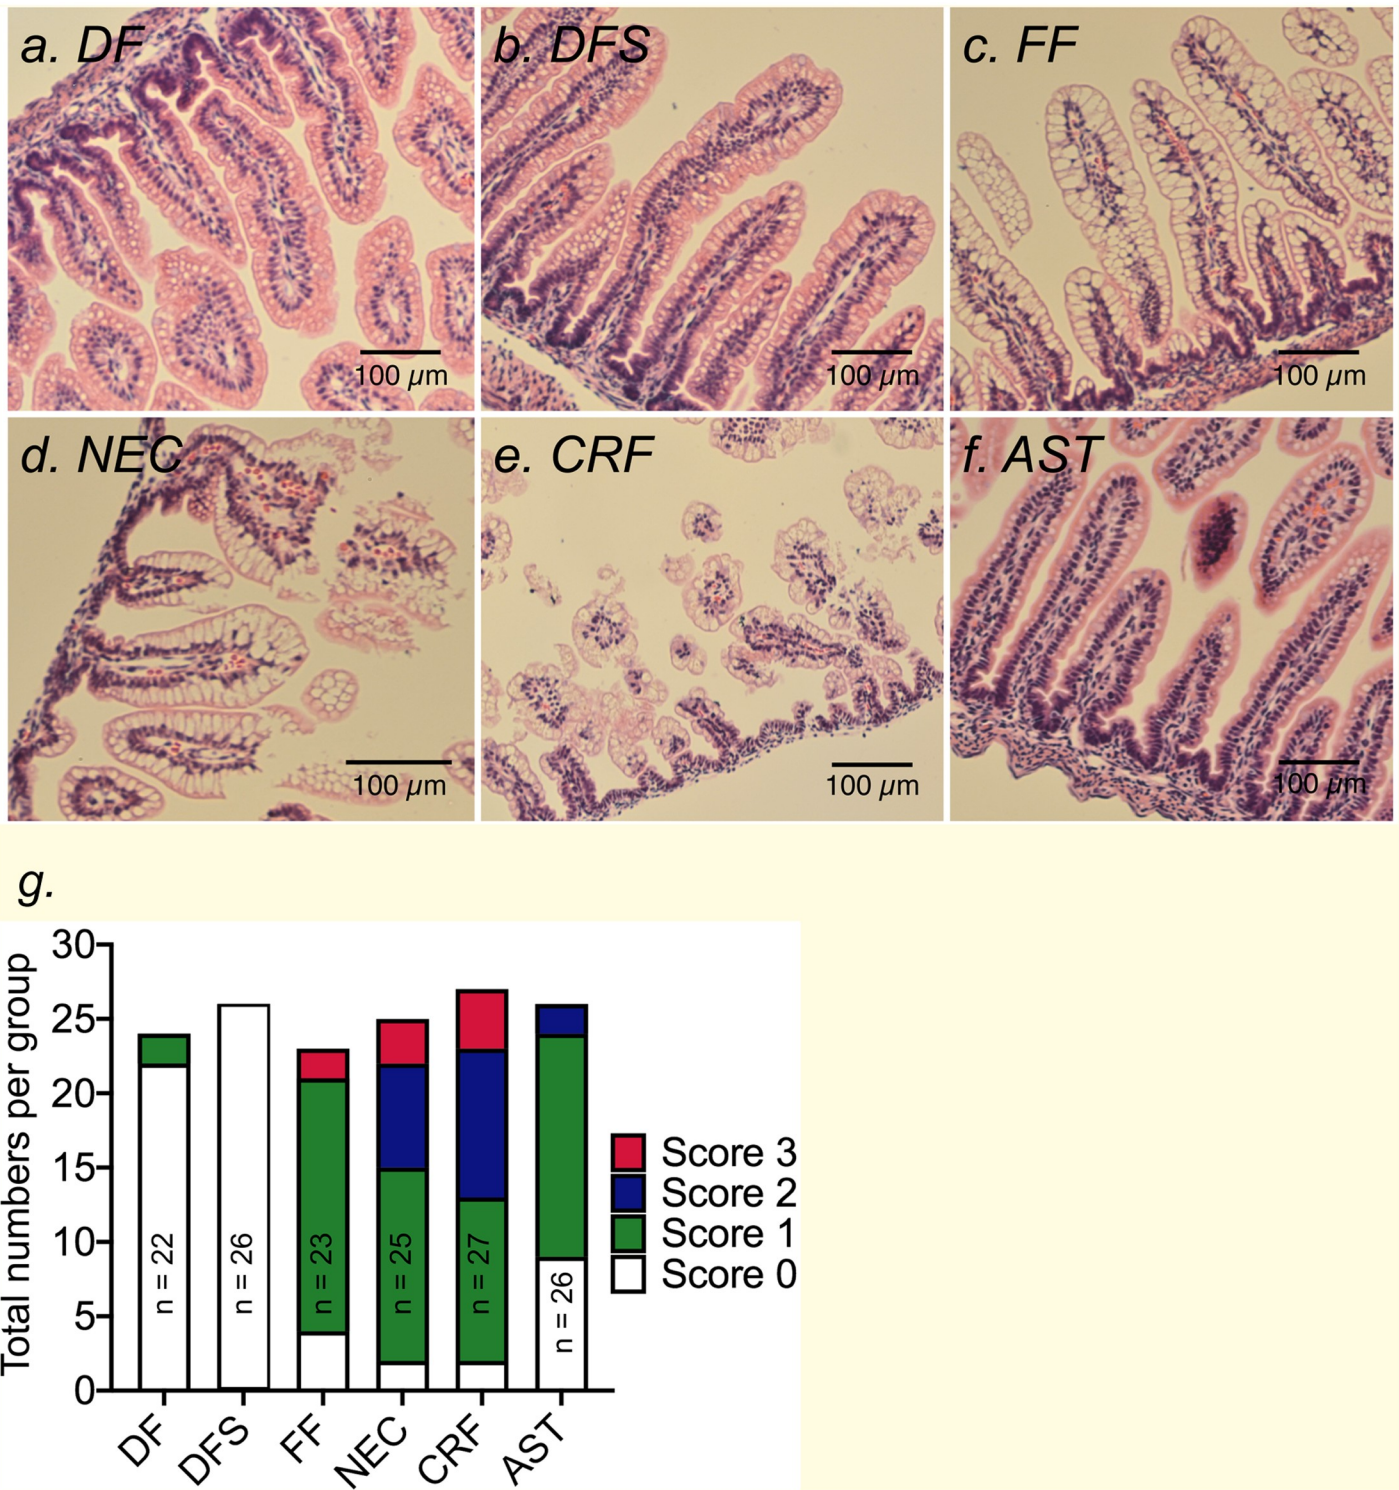 a. DF
100 µm
b. DFS
100 µm
c. FF
100 µm
d. NEC
100 µm
e. CRF
100 µm
f. AST
100 µm
g.
Total numbers per group
30
25
20
15
10
5
0
n = 22
n = 26
n = 23
n = 25
n = 27
n = 26
DF
DFS
FF
NEC
CRF
AST
Score 3
Score 2
Score 1
Score 0